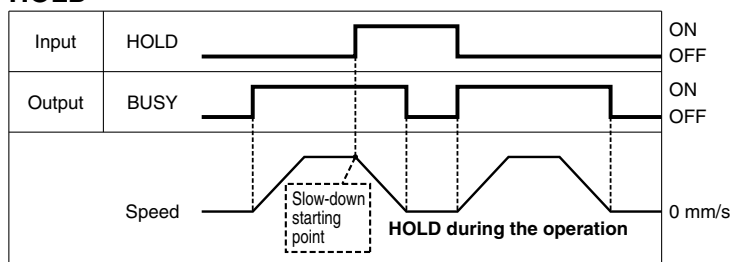 HOLD
Input HOLD ON
OFF
Output BUSY ON
OFF
Speed 0 mm/s
Slow-down
starting
point
HOLD during the operation